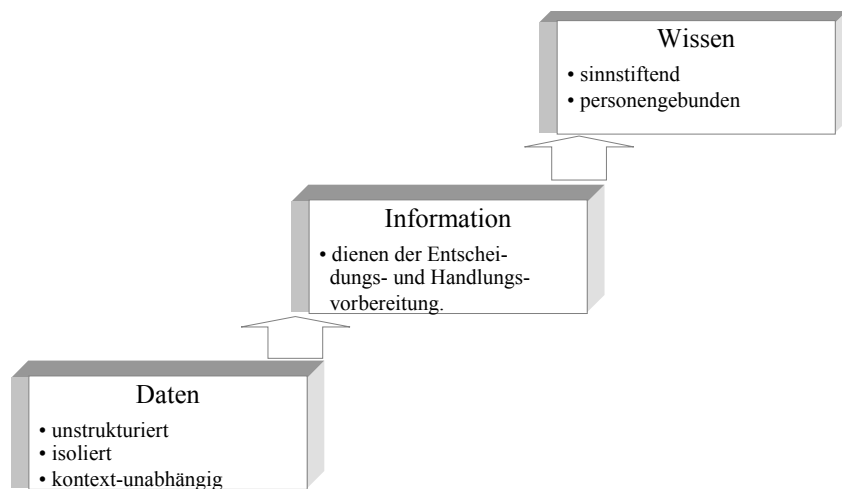 Wissen
• sinnstiftend
• personengebunden
Information
• dienen der Entschei-
dungs- und Handlungs-
vorbereitung.
Daten
• unstrukturiert
• isoliert
• kontext-unabhängig